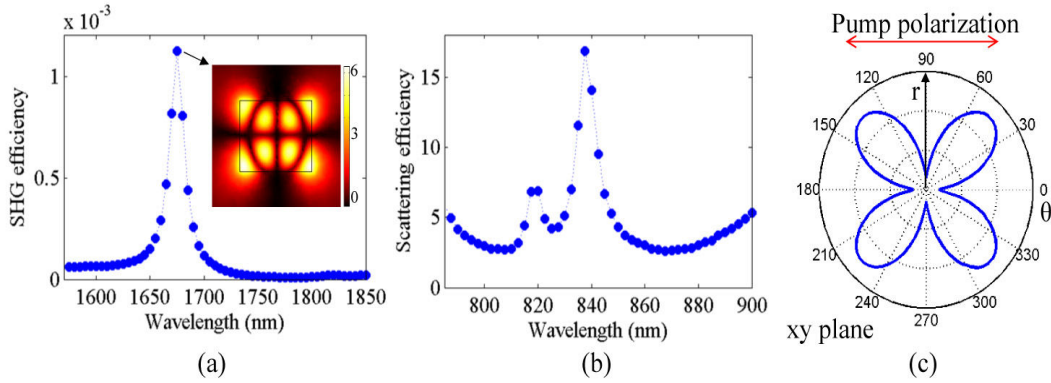 x 10⁻³
1
0.5
0
SHG efficiency
6
3
0
1600 1650 1700 1750 1800 1850
Wavelength (nm)
(a)
15
10
5
0
Scattering efficiency
800 820 840 860 880 900
Wavelength (nm)
(b)
Pump polarization
90
120 60
r
150 30
180 0
θ
210 330
240 300
270
xy plane
(c)